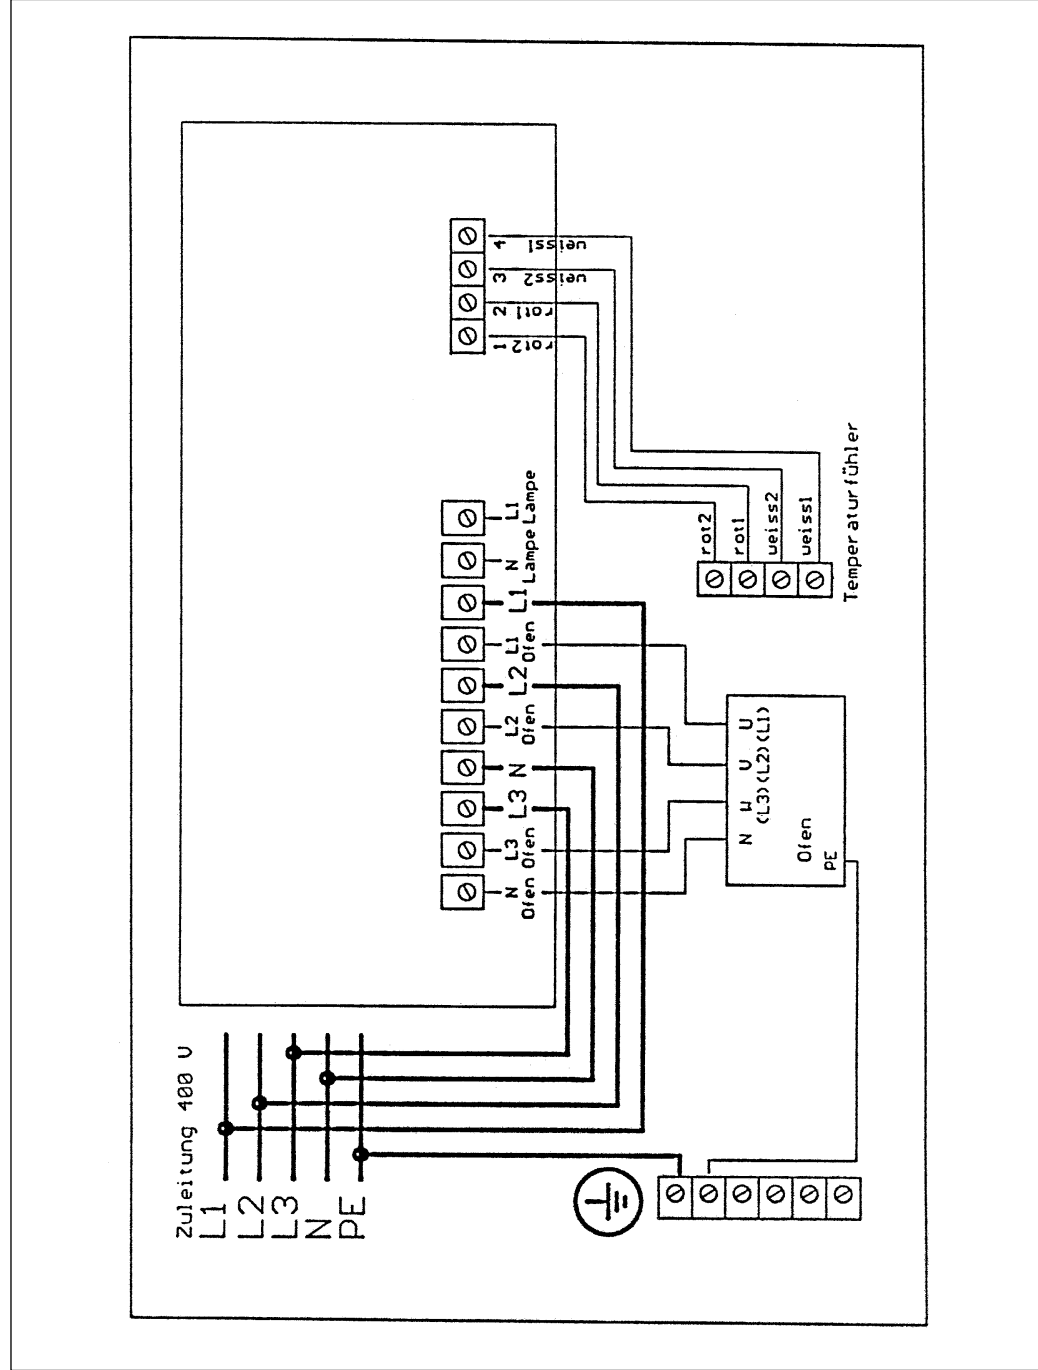 Zuleitung 400 V
L1
L2
L3
N
PE
N
Ofen
L3
Ofen
L3
N
L2
Ofen
L2
L1
Ofen
L1
N
Lampe
L1
Lampe
1
rot2
2
rot1
3
weiss2
4
weiss1
N
W
(L3)
V
(L2)
U
(L1)
Ofen
PE
rot2
rot1
weiss2
weiss1
Temperaturfühler